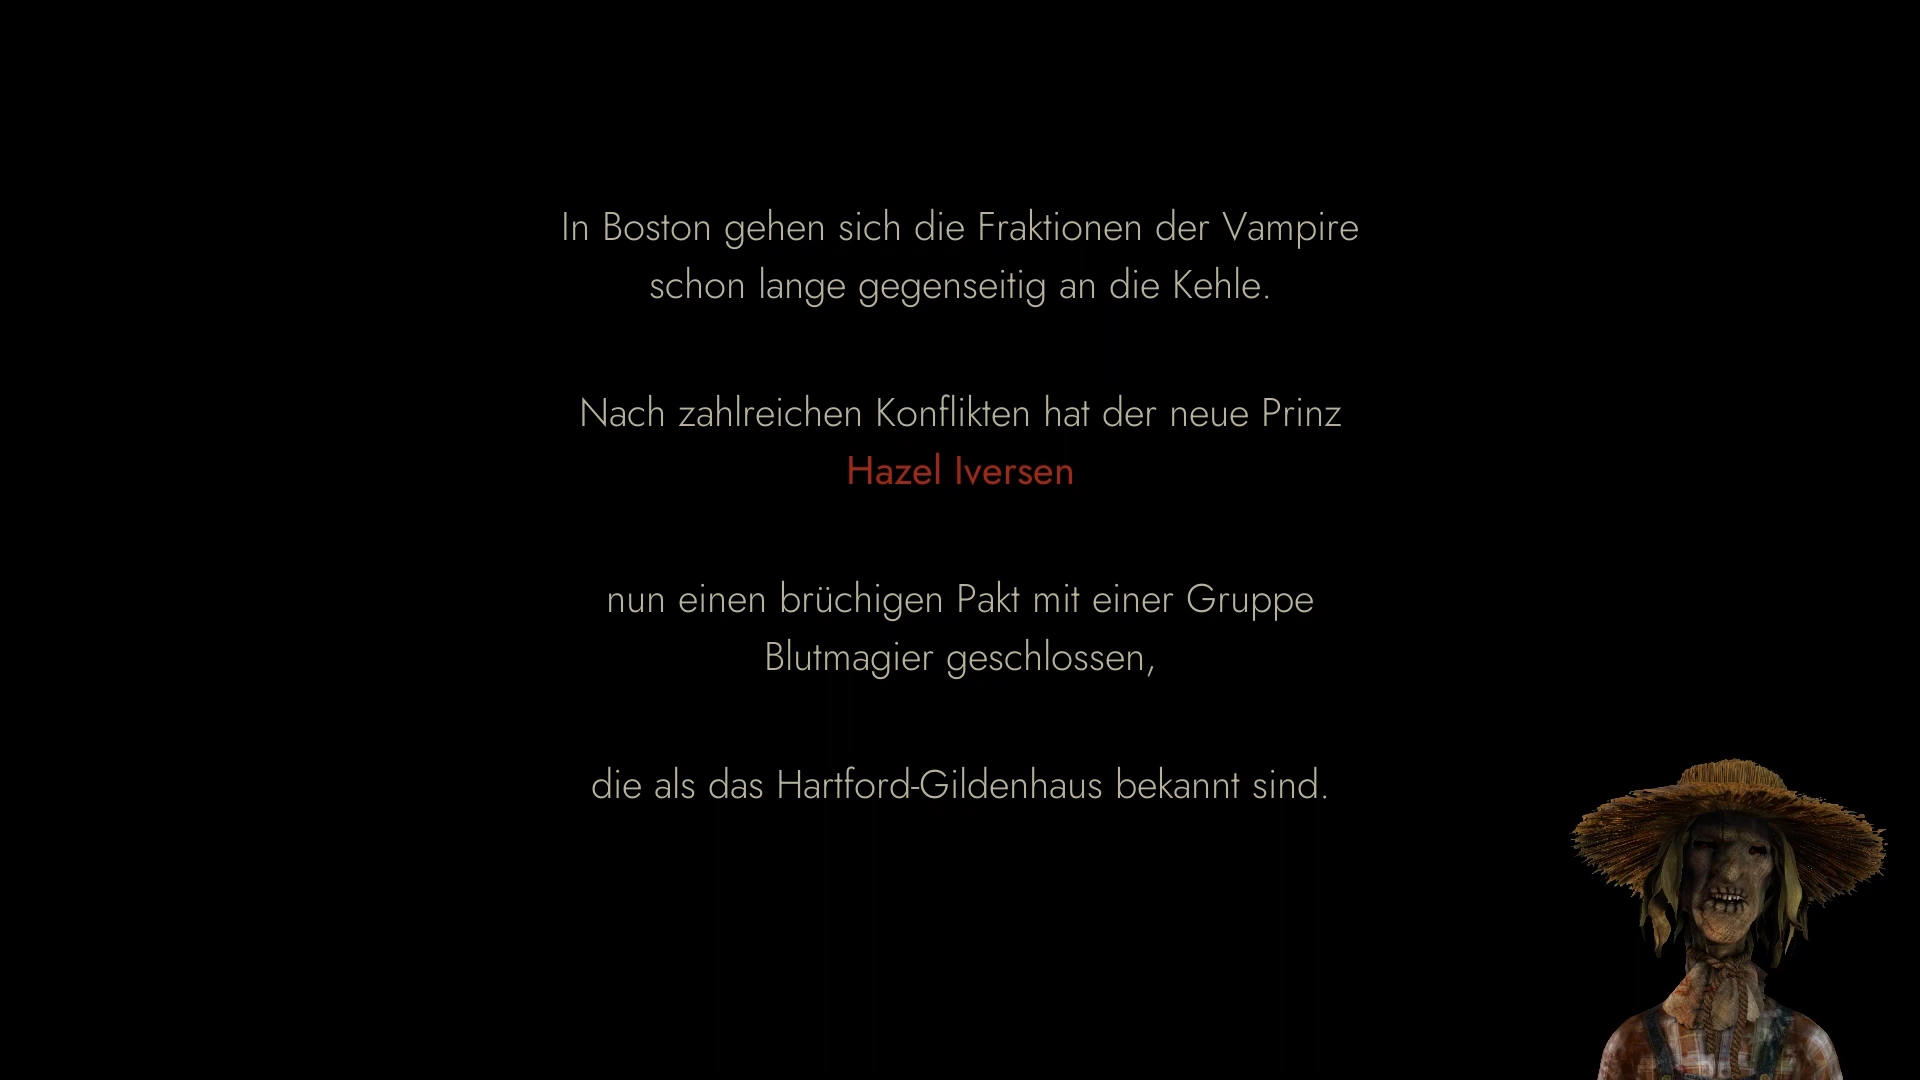 In Boston gehen sich die Fraktionen der Vampire
schon lange gegenseitig an die Kehle.
Nach zahlreichen Konflikten hat der neue Prinz
Hazel Iversen
nun einen brüchigen Pakt mit einer Gruppe
Blutmagier geschlossen,
die als das Hartford-Gildenhaus bekannt sind.